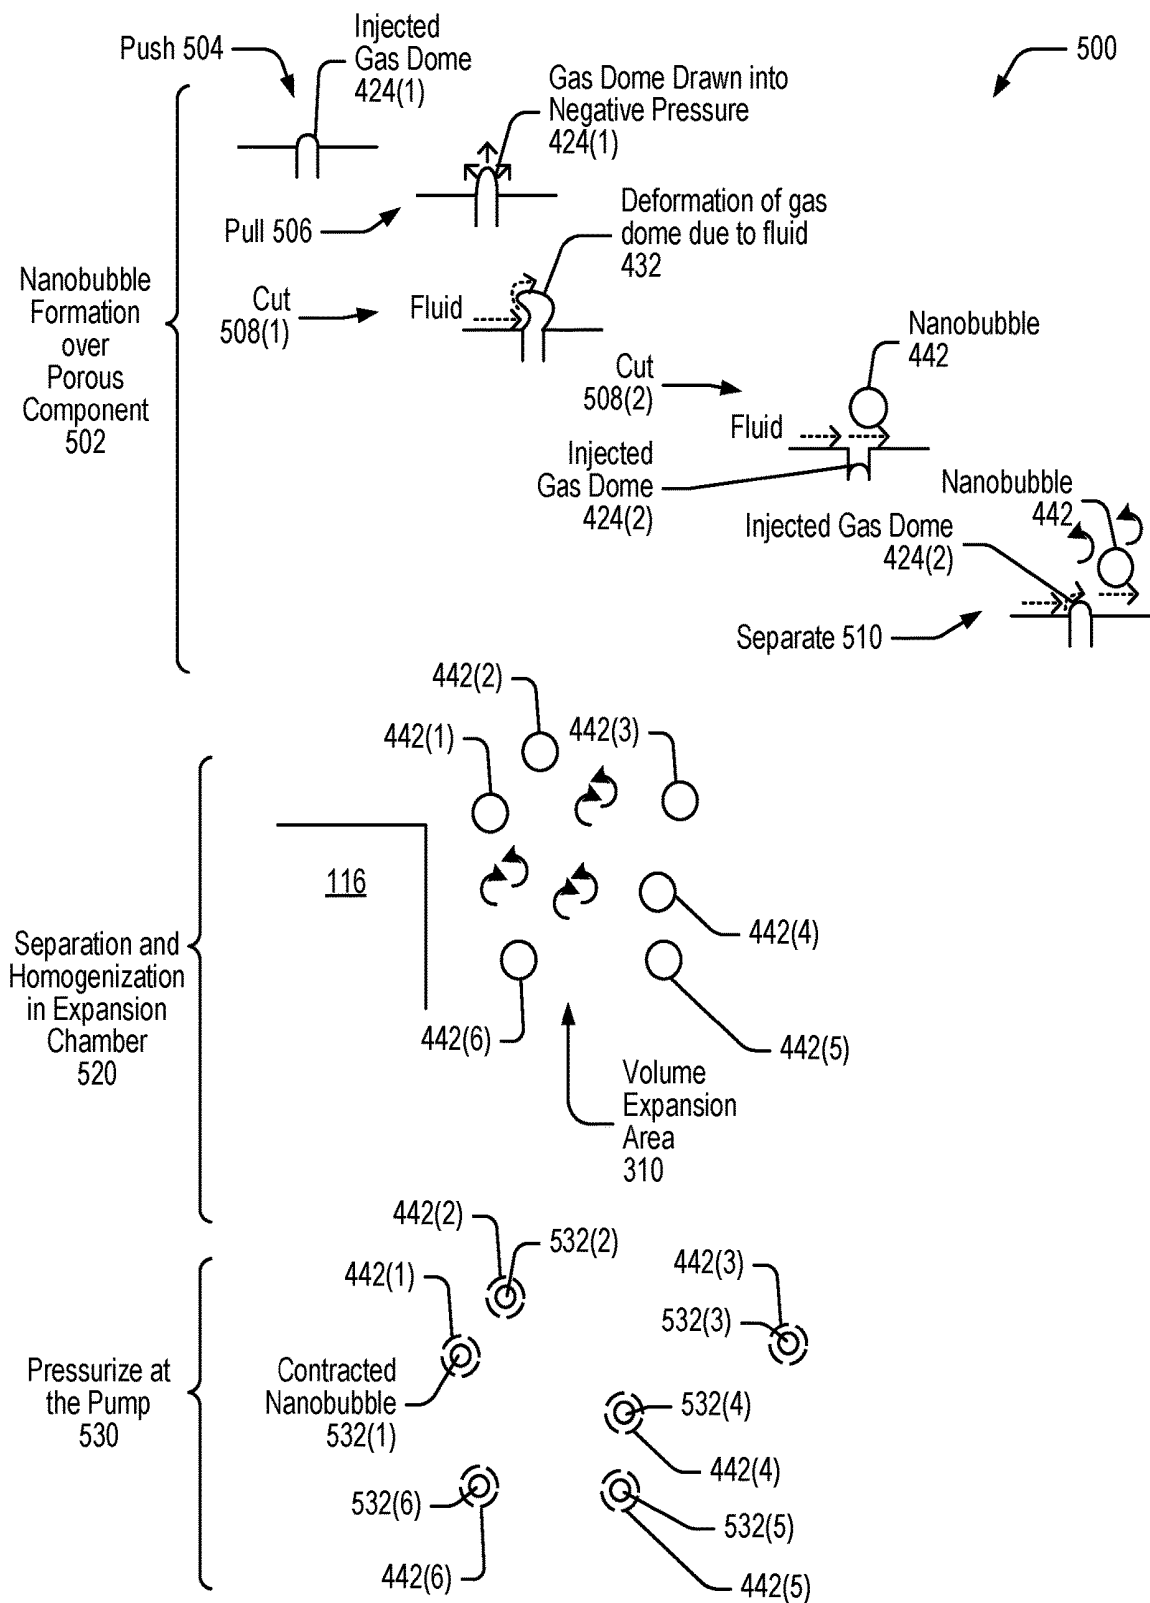 Push 504
Injected
Gas Dome
424(1)
500
Gas Dome Drawn into
Negative Pressure
424(1)
Pull 506
Deformation of gas
dome due to fluid
432
Nanobubble
Formation
over
Porous
Component
502
Cut
508(1)
Fluid
Nanobubble
442
Cut
508(2)
Fluid
Injected
Gas Dome
424(2)
Nanobubble
442
Injected Gas Dome
424(2)
Separate 510
442(2)
442(1)
442(3)
116
442(4)
Separation and
Homogenization
in Expansion
Chamber
520
442(6)
442(5)
Volume
Expansion
Area
310
442(2)
532(2)
442(1)
442(3)
532(3)
Pressurize at
the Pump
530
Contracted
Nanobubble
532(1)
532(4)
442(4)
532(6)
532(5)
442(6)
442(5)